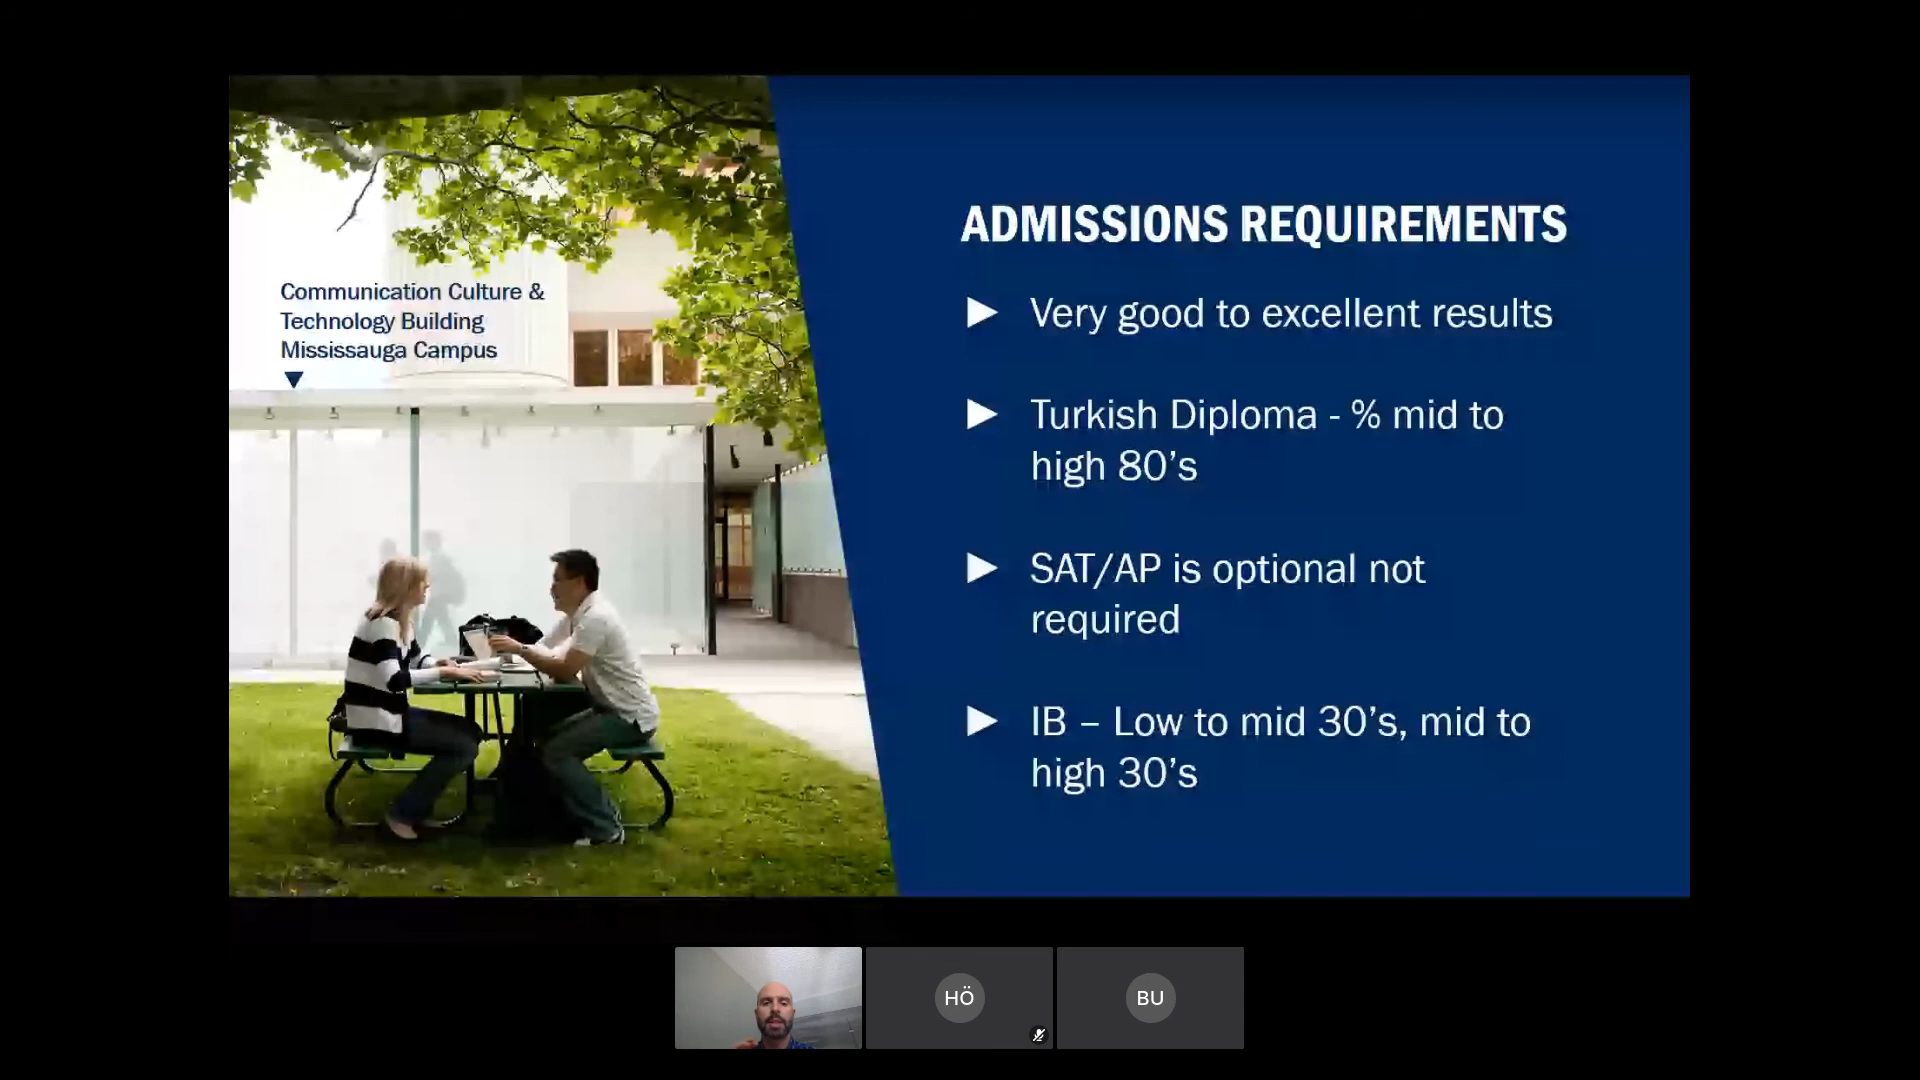 Communication Culture &
Technology Building
Mississauga Campus
ADMISSIONS REQUIREMENTS
Very good to excellent results
Turkish Diploma - % mid to
high 80’s
SAT/AP is optional not
required
IB – Low to mid 30’s, mid to
high 30’s
HÖ
BU